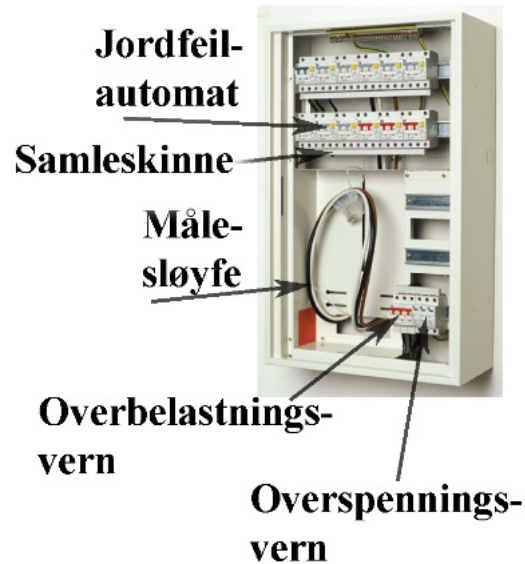 Jordfeil-
automat
Samleskinne
Måle-
sløyfe
Overbelastnings-
vern
Overspennings-
vern